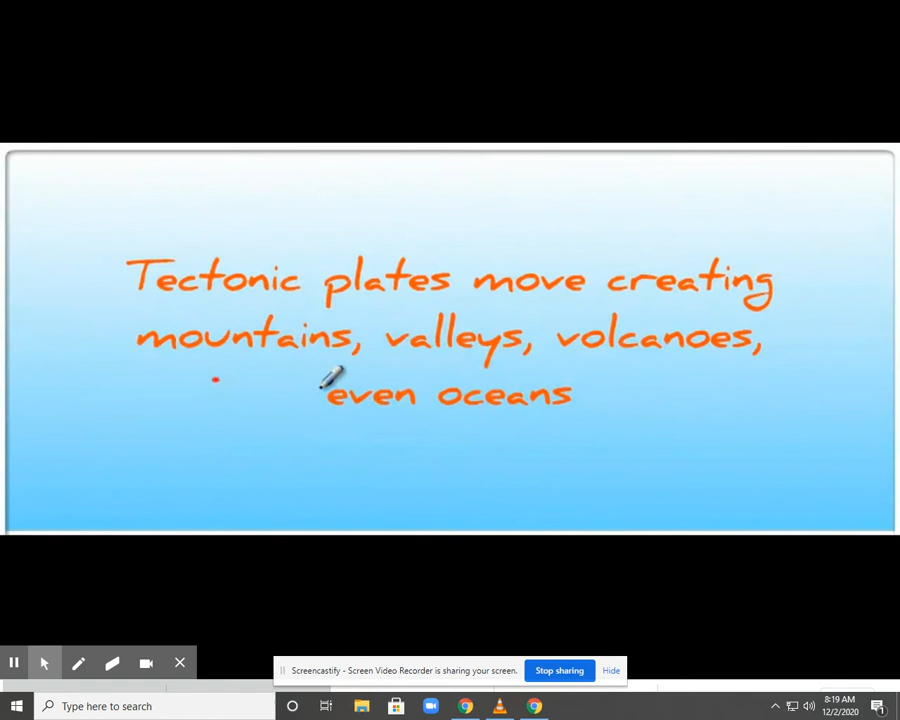 Tectonic plates move creating
mountains, valleys, volcanoes,
even oceans
Screencastify - Screen Video Recorder is sharing your screen. Stop sharing Hide
Type here to search
8:19 AM
12/2/2020
1